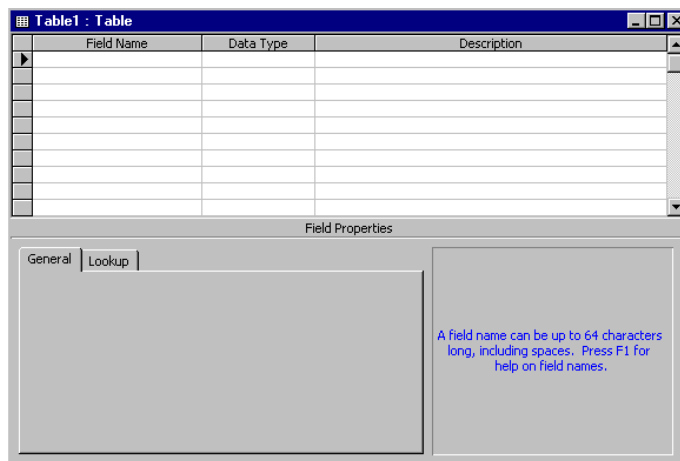 Table1 : Table
Field Name Data Type Description
Field Properties
General Lookup
A field name can be up to 64 characters
long, including spaces. Press F1 for
help on field names.